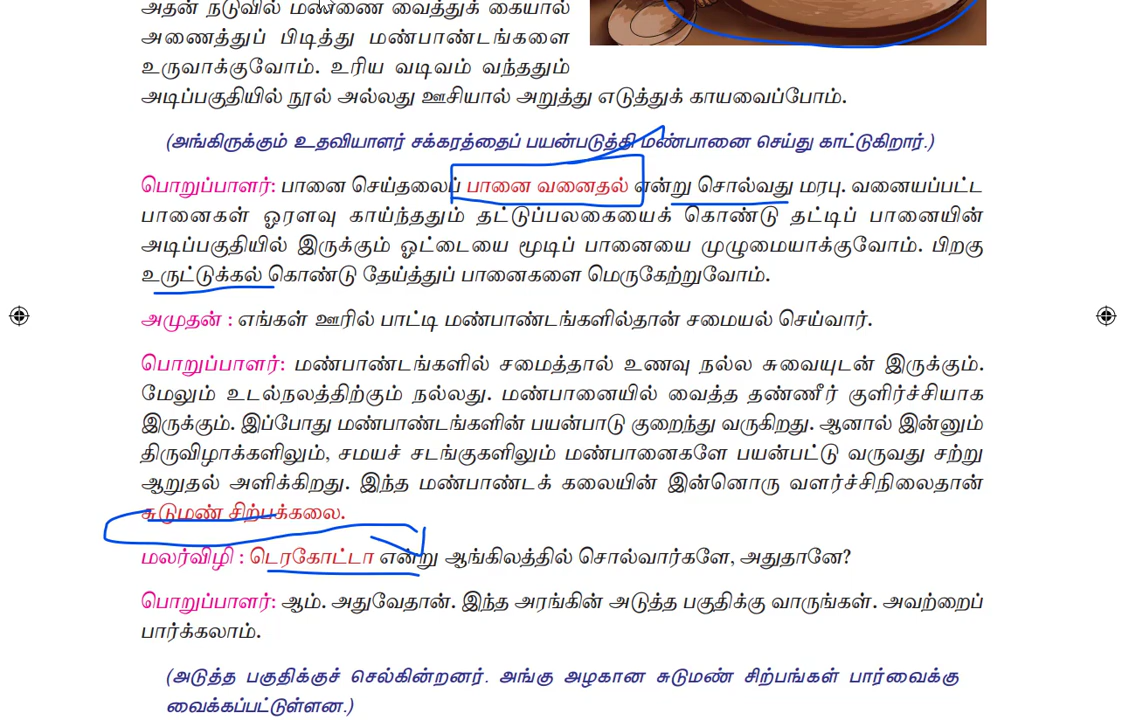 அதன் நடுவில் மண்ணை வைத்துக் கையால்
அணைத்துப் பிடித்து மண்பாண்டங்களை
உருவாக்குவோம். உரிய வடிவம் வந்ததும்
அடிப்பகுதியில் நூல் அல்லது ஊசியால் அறுத்து எடுத்துக் காயவைப்போம்.
(அங்கிருக்கும் உதவியாளர் சக்கரத்தைப் பயன்படுத்தி மண்பானை செய்து காட்டுகிறார்.)
பொறுப்பாளர்: பானை செய்தலைப் பானை வனைதல் என்று சொல்வது மரபு. வனையப்பட்ட
பானைகள் ஓரளவு காய்ந்ததும் தட்டுப்பலகையைக் கொண்டு தட்டிப் பானையின்
அடிப்பகுதியில் இருக்கும் ஓட்டையை மூடிப் பானையை முழுமையாக்குவோம். பிறகு
உருட்டுக்கல் கொண்டு தேய்த்துப் பானைகளை மெருகேற்றுவோம்.
அமுதன் : எங்கள் ஊரில் பாட்டி மண்பாண்டங்களில்தான் சமையல் செய்வார்.
பொறுப்பாளர்: மண்பாண்டங்களில் சமைத்தால் உணவு நல்ல சுவையுடன் இருக்கும்.
மேலும் உடல்நலத்திற்கும் நல்லது. மண்பானையில் வைத்த தண்ணீர் குளிர்ச்சியாக
இருக்கும். இப்போது மண்பாண்டங்களின் பயன்பாடு குறைந்து வருகிறது. ஆனால் இன்னும்
திருவிழாக்களிலும், சமயச் சடங்குகளிலும் மண்பானைகளே பயன்பட்டு வருவது சற்று
ஆறுதல் அளிக்கிறது. இந்த மண்பாண்டக் கலையின் இன்னொரு வளர்ச்சிநிலைதான்
சுடுமண் சிற்பக்கலை.
மலர்விழி : டெரகோட்டா என்று ஆங்கிலத்தில் சொல்வார்களே, அதுதானே?
பொறுப்பாளர்: ஆம். அதுவேதான். இந்த அரங்கின் அடுத்த பகுதிக்கு வாருங்கள். அவற்றைப்
பார்க்கலாம்.
(அடுத்த பகுதிக்குச் செல்கின்றனர். அங்கு அழகான சுடுமண் சிற்பங்கள் பார்வைக்கு
வைக்கப்பட்டுள்ளன.)